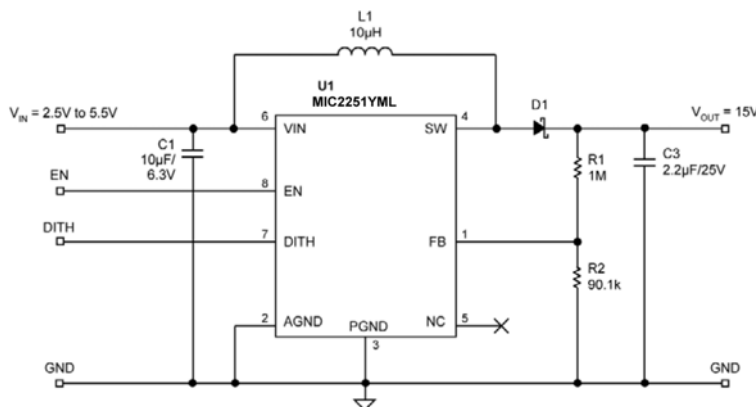 L1
10µH
U1
MIC2251YML
V_IN = 2.5V to 5.5V
6
VIN
SW
4
D1
V_OUT = 15V
C1
10µF/
6.3V
R1
1M
C3
2.2µF/25V
EN
8
EN
DITH
7
DITH
FB
1
R2
90.1k
2
AGND
PGND
NC
5
3
GND
GND